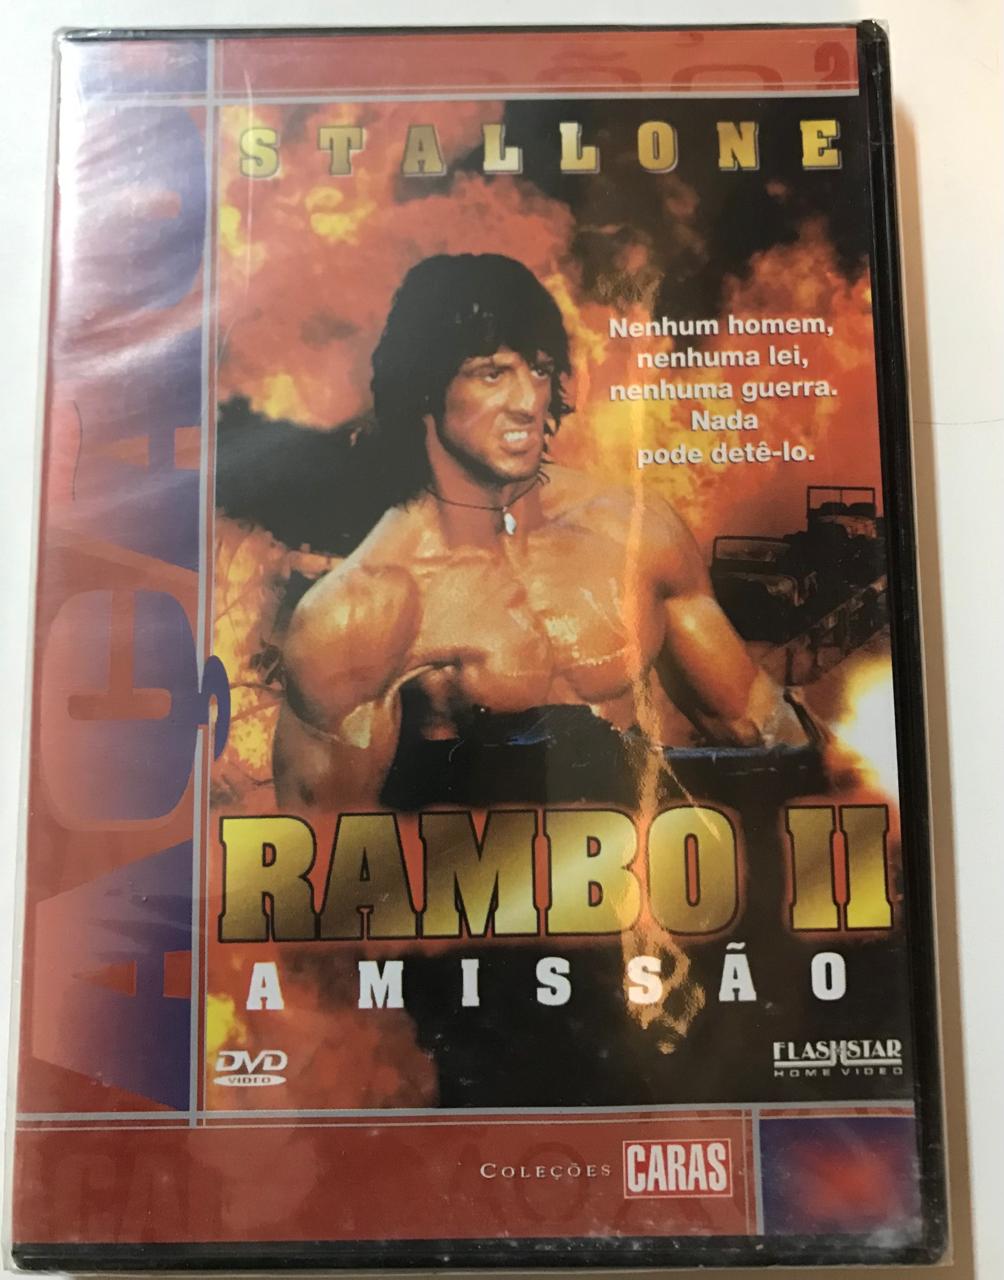 STALLONE
Nenhum homem,
nenhuma lei,
nenhuma guerra.
Nada
pode detê-lo.
RAMBO II
A MISSÃO
DVD
VIDEO
FLASHSTAR
HOME VIDEO
COLEÇÕES CARAS
AÇÃO